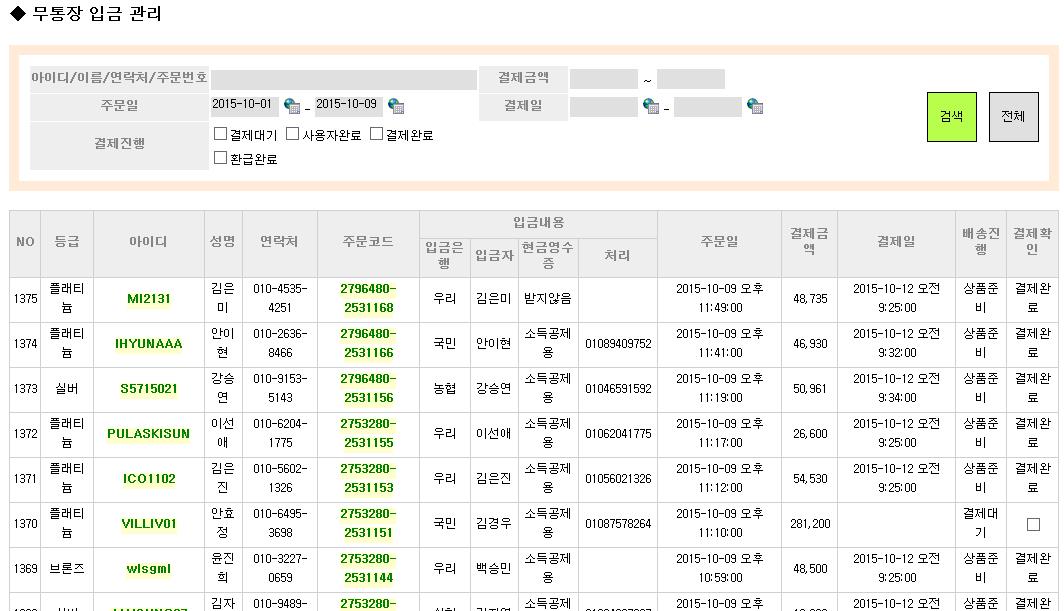 ◆ 무통장 입금 관리
아이디/이름/연락처/주문번호 결제금액 ~
주문일 2015-10-01 - 2015-10-09 결제일 -
결제진행 결제대기 사용자완료 결제완료
환급완료
검색 전체
NO 등급 아이디 성명 연락처 주문코드 입금내용 주문일 결제금액 결제일 배송진행 결제확인
입금은행 입금자 현금영수증 처리
1375 플래티늄 MI2131 김은미 010-4535-4251 2796480-2531168 우리 김은미 받지않음 2015-10-09 오후 11:49:00 48,735 2015-10-12 오전 9:25:00 상품준비 결제완료
1374 플래티늄 IHYUNAAA 안이현 010-2636-8466 2796480-2531166 국민 안이현 소득공제용 01089409752 2015-10-09 오후 11:41:00 46,930 2015-10-12 오전 9:32:00 상품준비 결제완료
1373 실버 S5715021 강승연 010-9153-5143 2796480-2531156 농협 강승연 소득공제용 01046591592 2015-10-09 오후 11:19:00 50,961 2015-10-12 오전 9:34:00 상품준비 결제완료
1372 플래티늄 PULASKISUN 이선애 010-6204-1775 2753280-2531155 우리 이선애 소득공제용 01062041775 2015-10-09 오후 11:17:00 26,600 2015-10-12 오전 9:25:00 상품준비 결제완료
1371 플래티늄 ICO1102 김은진 010-5602-1326 2753280-2531153 우리 김은진 소득공제용 01056021326 2015-10-09 오후 11:12:00 54,530 2015-10-12 오전 9:25:00 상품준비 결제완료
1370 플래티늄 VILLIV01 안효정 010-6495-3698 2753280-2531151 국민 김경우 소득공제용 01087578264 2015-10-09 오후 11:10:00 281,200 결제대기
1369 브론즈 wlsgml 윤진희 010-3227-0659 2753280-2531144 우리 백승민 소득공제용 2015-10-09 오후 10:59:00 48,500 2015-10-12 오전 9:25:00 상품준비 결제완료
김자 010-9489- 2753280- 소득공제 2015-10-09 오후 2015-10-12 오전 상품준 결제완